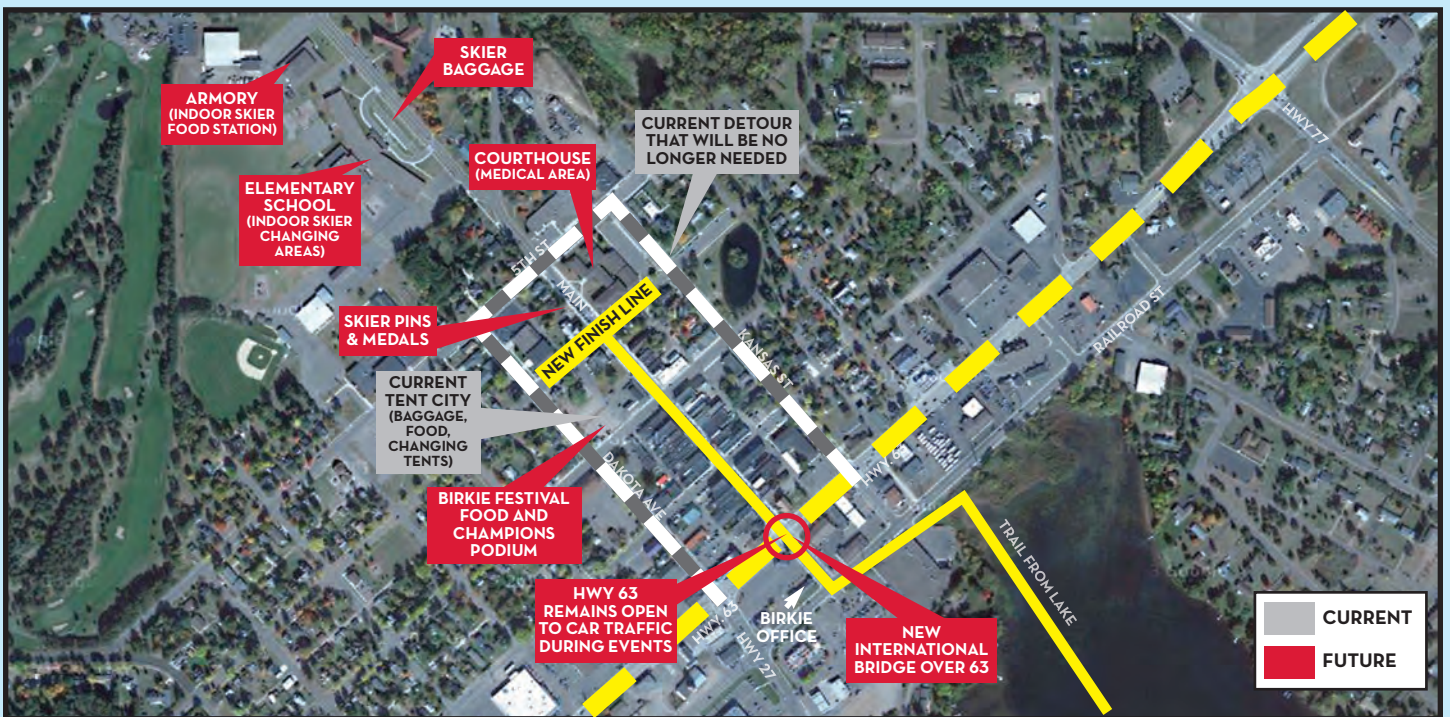 SKIER
BAGGAGE
ARMORY
(INDOOR SKIER
FOOD STATION)
CURRENT DETOUR
THAT WILL BE NO
LONGER NEEDED
HWY 77
COURTHOUSE
(MEDICAL AREA)
ELEMENTARY
SCHOOL
(INDOOR SKIER
CHANGING
AREAS)
5TH ST
MAIN
SKIER PINS
& MEDALS
NEW FINISH LINE
KANSAS ST
RAILROAD ST
CURRENT
TENT CITY
(BAGGAGE,
FOOD,
CHANGING
TENTS)
DAKOTA AVE
BIRKIE FESTIVAL
FOOD AND
CHAMPIONS
PODIUM
TRAIL FROM LAKE
HWY 63
REMAINS OPEN
TO CAR TRAFFIC
DURING EVENTS
HWY. 63
HWY 27
BIRKIE
OFFICE
NEW
INTERNATIONAL
BRIDGE OVER 63
CURRENT
FUTURE